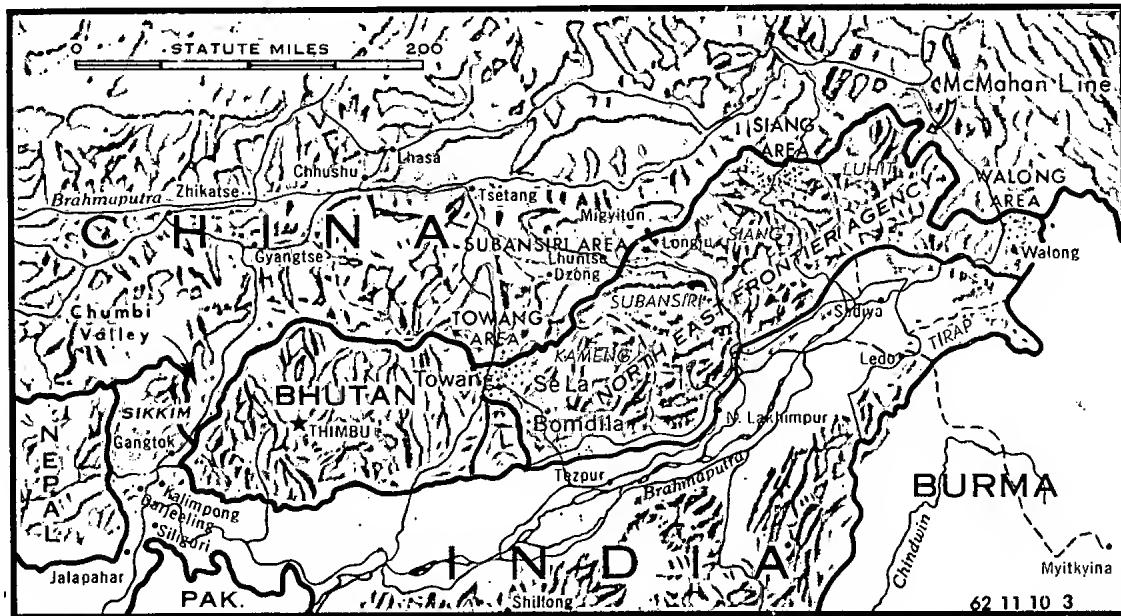 0 STATUTE MILES 200
McMahan Line
SIANG
AREA
LUHIT
Lhasa
Chhushu
Zhikatse
Brahmaputra
Tsetang
WALONG
AREA
Migyitun
CHINA
SUBANSIRI AREA
Longju
SIANG
Walong
Gyangtse
Lhuntse
Dzong
NORTH EAST FRONTIER AGENCY
SUBANSIRI
Chumbi
Valley
TOWANG
AREA
Sadiya
TIRAP
KAMENG
Ledo
BHUTAN
Towang
Se La
SIKKIM
THIMBU
Bomdila
N. Lakhimpur
NEPAL
Gangtok
Tezpur
Brahmaputra
BURMA
Kalimpong
Darjeeling
Siliguri
INDIA
Chindwin
Jalapahar
Myitkyina
PAK.
Shillong
62 11 10 3